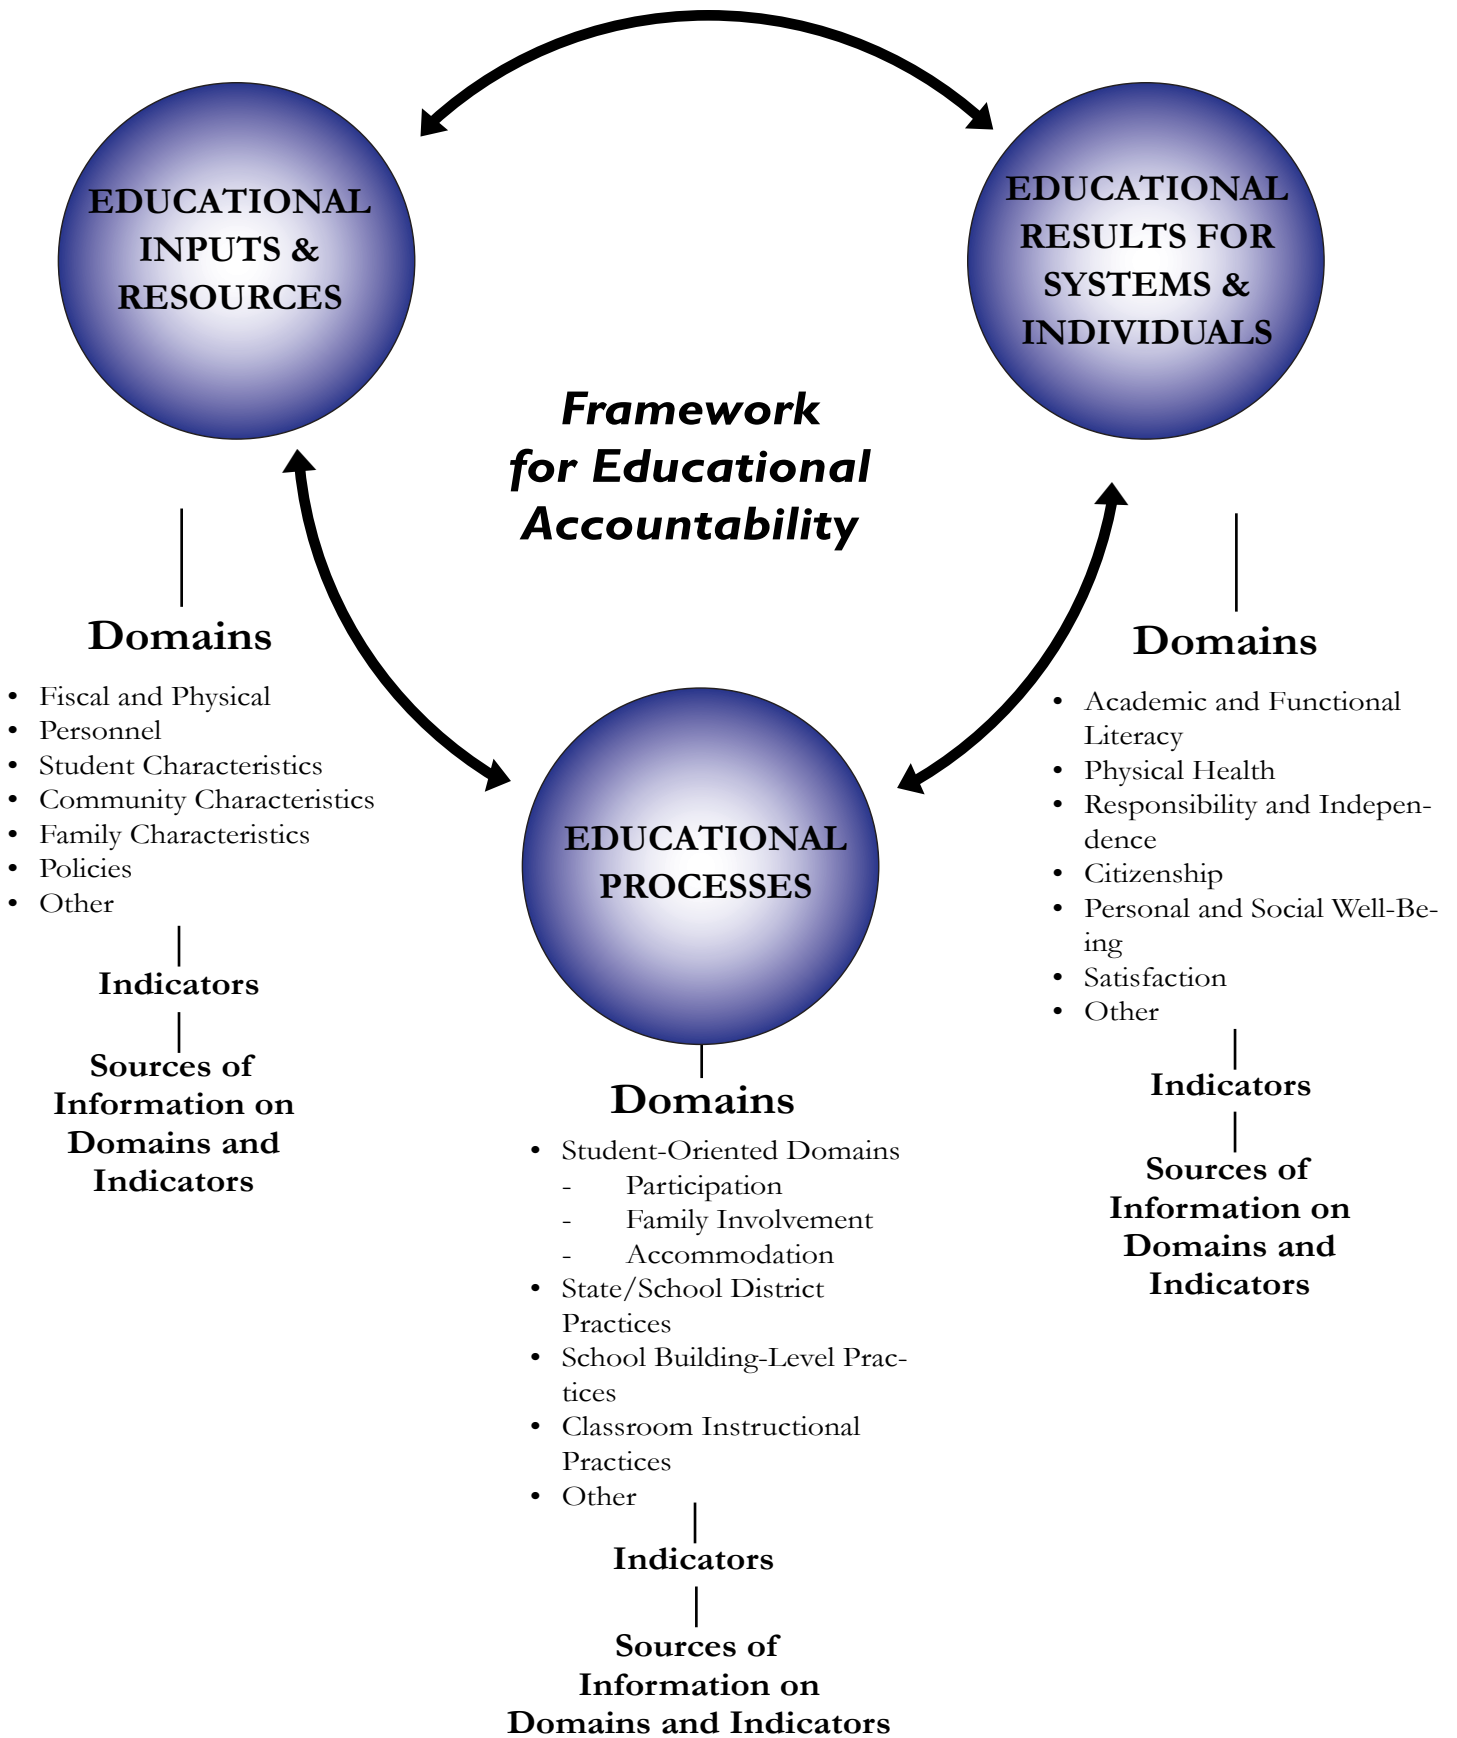 EDUCATIONAL
INPUTS &
RESOURCES
EDUCATIONAL
RESULTS FOR
SYSTEMS &
INDIVIDUALS
Framework
for Educational
Accountability
Domains
• Fiscal and Physical
• Personnel
• Student Characteristics
• Community Characteristics
• Family Characteristics
• Policies
• Other
Indicators
Sources of
Information on
Domains and
Indicators
EDUCATIONAL
PROCESSES
Domains
• Student-Oriented Domains
- Participation
- Family Involvement
- Accommodation
• State/School District
Practices
• School Building-Level Prac-
tices
• Classroom Instructional
Practices
• Other
Indicators
Sources of
Information on
Domains and Indicators
Domains
• Academic and Functional
Literacy
• Physical Health
• Responsibility and Indepen-
dence
• Citizenship
• Personal and Social Well-Be-
ing
• Satisfaction
• Other
Indicators
Sources of
Information on
Domains and
Indicators